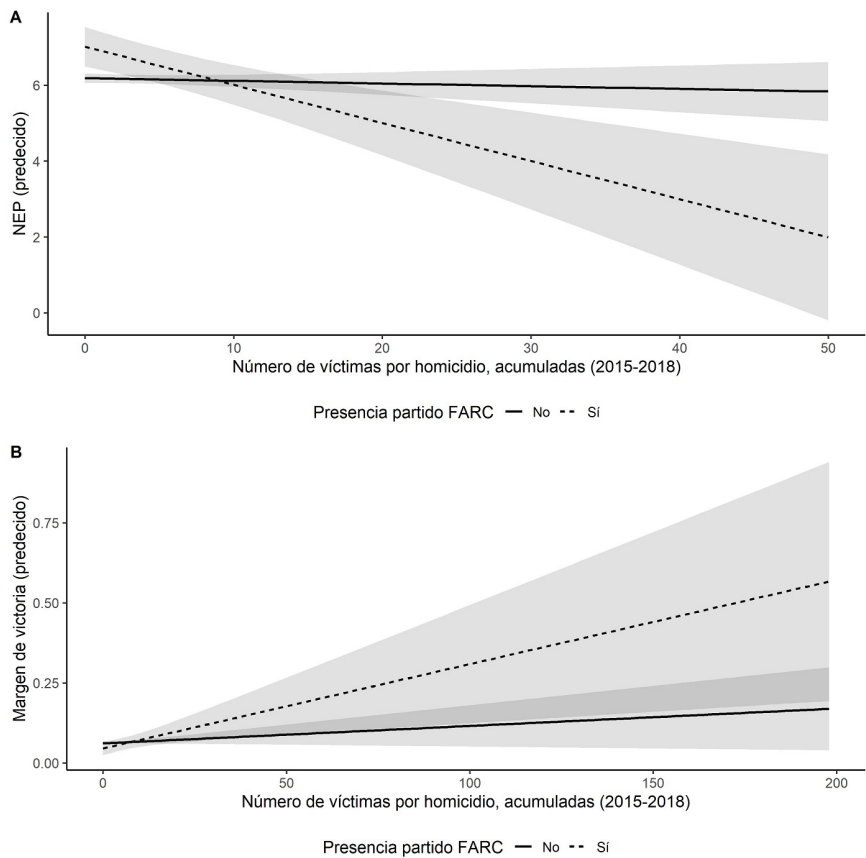 A
NEP (predecido)
6
4
2
0
0 10 20 30 40 50
Número de víctimas por homicidio, acumuladas (2015-2018)
Presencia partido FARC No Sí
B
Margen de victoria (predecido)
0.75
0.50
0.25
0.00
0 50 100 150 200
Número de víctimas por homicidio, acumuladas (2015-2018)
Presencia partido FARC No Sí